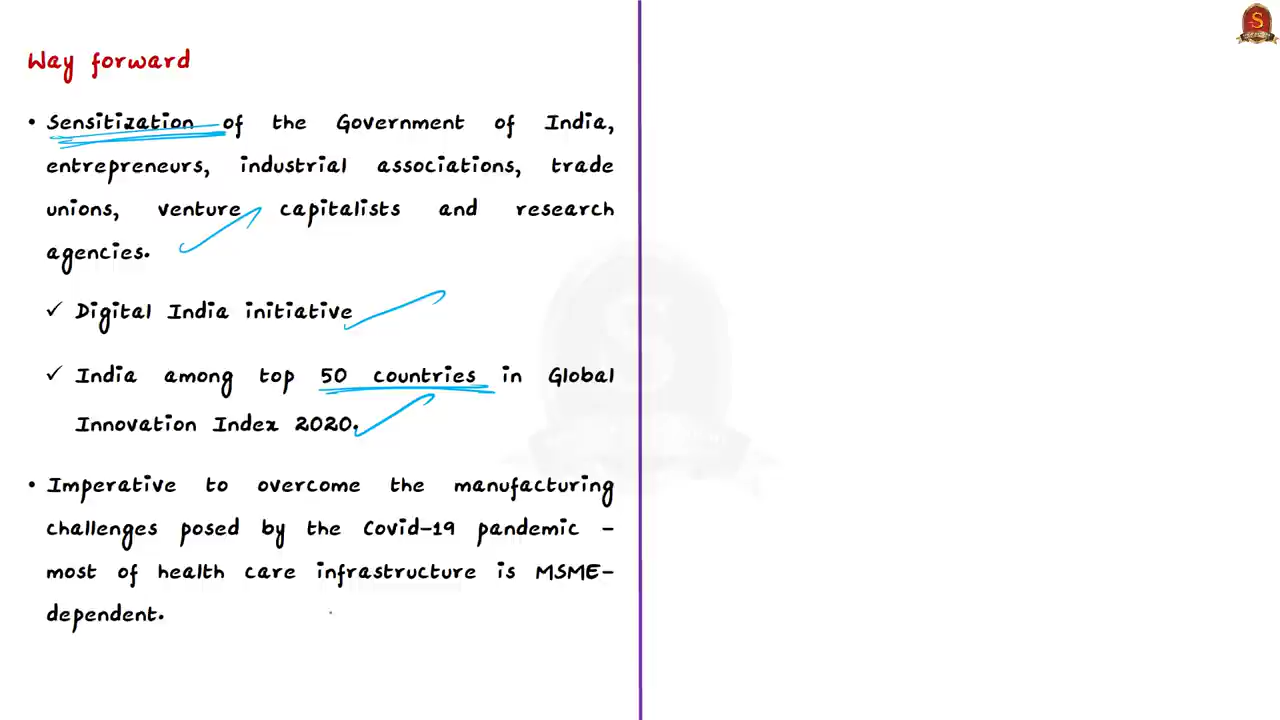 Way forward
• Sensitization of the Government of India,
entrepreneurs, industrial associations, trade
unions, venture capitalists and research
agencies.
✓ Digital India initiative
✓ India among top 50 countries in Global
Innovation Index 2020.
• Imperative to overcome the manufacturing
challenges posed by the Covid-19 pandemic -
most of health care infrastructure is MSME-
dependent.
S